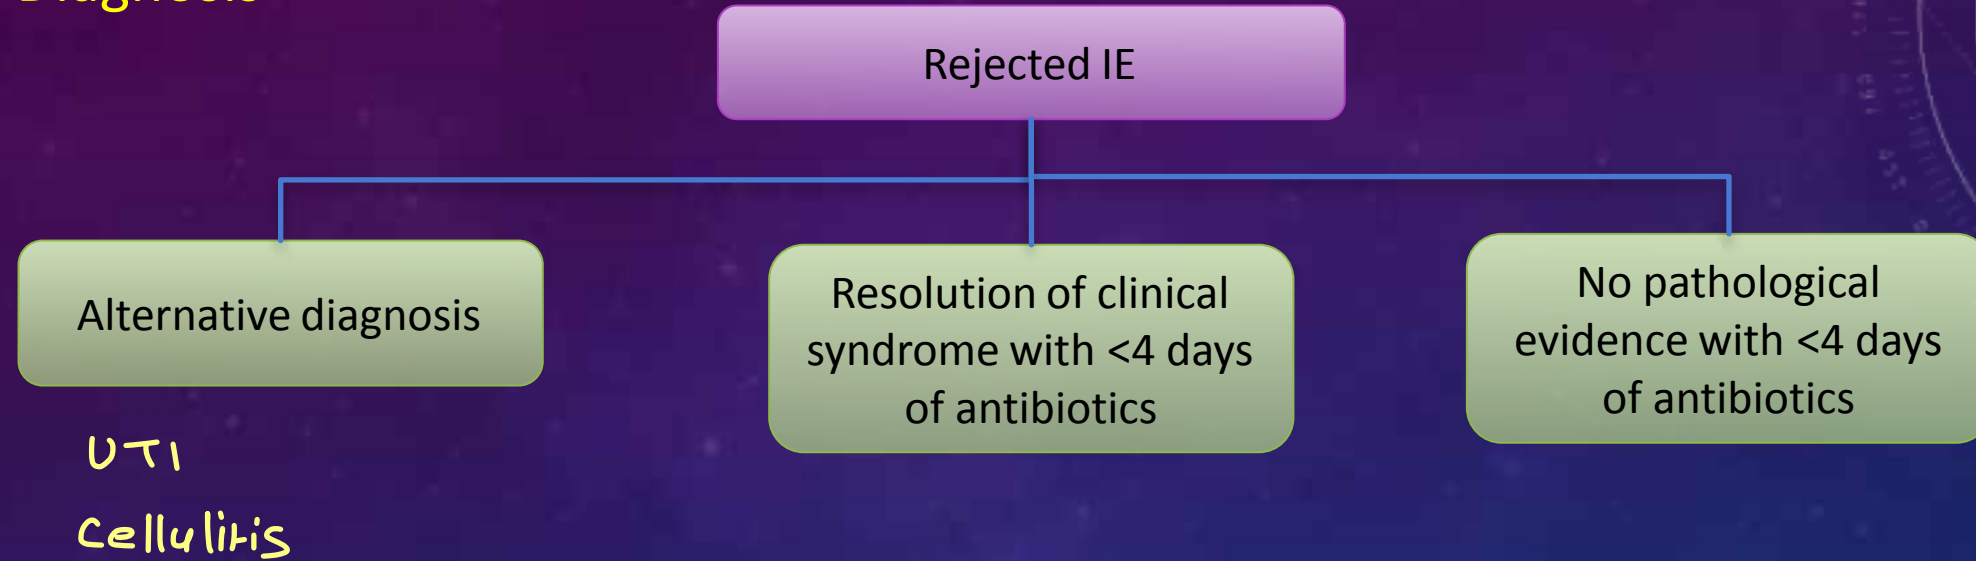 Diagnosis
Rejected IE
Alternative diagnosis
Resolution of clinical
syndrome with <4 days
of antibiotics
No pathological
evidence with <4 days
of antibiotics
UTI
Cellulitis